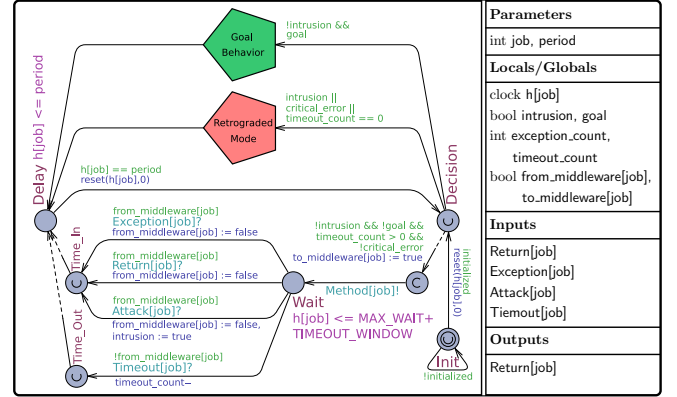 Goal
Behavior
!intrusion &&
goal
Retrograded
Mode
intrusion ||
critical_error ||
timeout_count == 0
Delay h[job] <= period
h[job] == period
reset(h[job],0)
Decision
from_middleware[job]
Exception[job]?
from_middleware[job] := false
!intrusion && !goal &&
timeout_count > 0 &&
!critical_error
to_middleware[job] := true
Time_In
from_middleware[job]
Return[job]?
from_middleware[job] := false
Method[job]!
initialized
reset(h[job],0)
from_middleware[job]
Attack[job]?
from_middleware[job] := false,
intrusion := true
Wait
h[job] <= MAX_WAIT+
TIMEOUT_WINDOW
Time_Out
!from_middleware[job]
Timeout[job]?
timeout_count−
Init
!initialized
C
C
C
C
Parameters
int job, period
Locals/Globals
clock h[job]
bool intrusion, goal
int exception_count,
timeout_count
bool from_middleware[job],
to_middleware[job]
Inputs
Return[job]
Exception[job]
Attack[job]
Tiemout[job]
Outputs
Return[job]